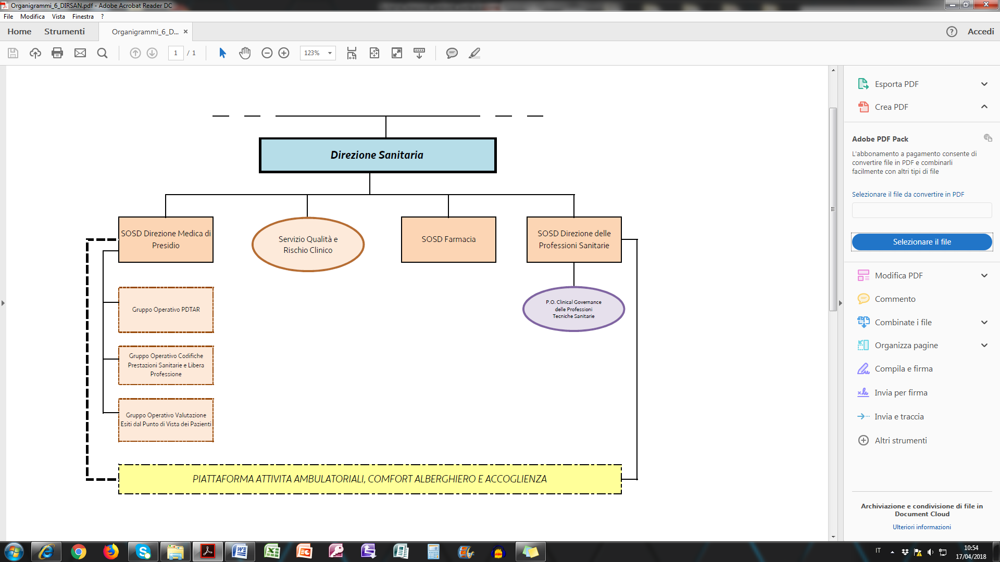 Organigrammi_6_DIRSAN.pdf - Adobe Acrobat Reader DC
File Modifica Vista Finestra ?
Home Strumenti Organigrammi_6_D... × ? Accedi
1 / 1 123%
Direzione Sanitaria
SOSD Direzione Medica di
Presidio
Servizio Qualità e
Rischio Clinico
SOSD Farmacia
SOSD Direzione delle
Professioni Sanitarie
Gruppo Operativo PDTAR
P.O. Clinical Governance
delle Professioni
Tecniche Sanitarie
Gruppo Operativo Codifiche
Prestazioni Sanitarie e Libera
Professione
Gruppo Operativo Valutazione
Esiti dal Punto di Vista dei Pazienti
PIATTAFORMA ATTIVITA AMBULATORIALI, COMFORT ALBERGHIERO E ACCOGLIENZA
Esporta PDF
Crea PDF
Adobe PDF Pack
L'abbonamento a pagamento consente di
convertire file in PDF e combinarli
facilmente con altri tipi di file
Selezionare il file da convertire in PDF
Selezionare il file
Modifica PDF
Commento
Combinate i file
Organizza pagine
Compila e firma
Invia per firma
Invia e traccia
Altri strumenti
Archiviazione e condivisione di file in
Document Cloud
Ulteriori informazioni
IT
10:54
17/04/2018